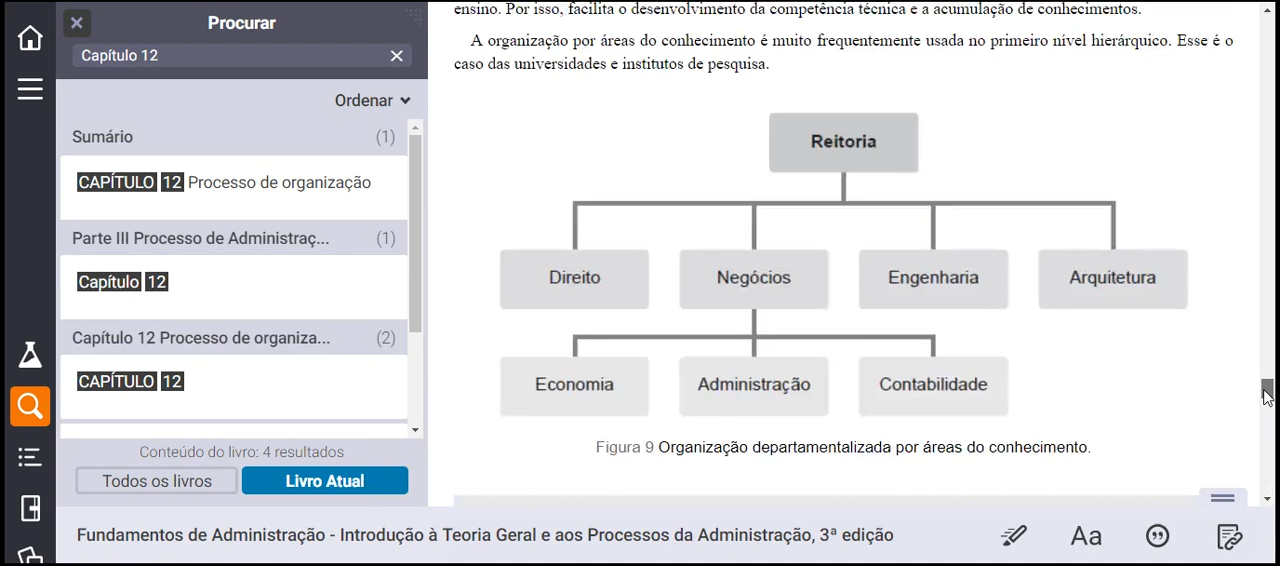 Procurar
Capítulo 12
Ordenar
Sumário (1)
CAPÍTULO 12 Processo de organização
Parte III Processo de Administraç... (1)
Capítulo 12
Capítulo 12 Processo de organiza... (2)
CAPÍTULO 12
Conteúdo do livro: 4 resultados
Todos os livros
Livro Atual
ensino. Por isso, facilita o desenvolvimento da competência técnica e a acumulação de conhecimentos.
A organização por áreas do conhecimento é muito frequentemente usada no primeiro nível hierárquico. Esse é o
caso das universidades e institutos de pesquisa.
Reitoria
Direito Negócios Engenharia Arquitetura
Economia Administração Contabilidade
Figura 9 Organização departamentalizada por áreas do conhecimento.
Fundamentos de Administração - Introdução à Teoria Geral e aos Processos da Administração, 3ª edição
Aa